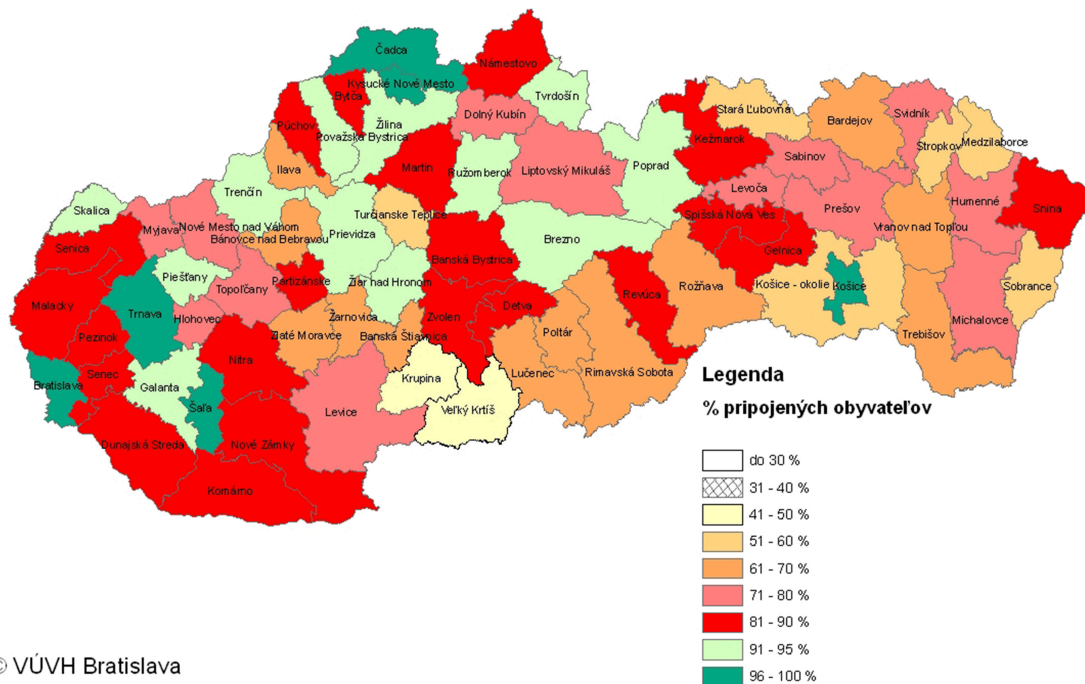 Čadca
Námestovo
Kysucké Nové Mesto
Bytča
Tvrdošín
Púchov
Žilina
Dolný Kubín
Považská Bystrica
Stará Ľubovňa
Svidník
Bardejov
Stropkov
Medzilaborce
Kežmarok
Sabinov
Ilava
Martin
Ružomberok
Liptovský Mikuláš
Poprad
Levoča
Prešov
Humenné
Snina
Trenčín
Skalica
Turčianske Teplice
Spišská Nová Ves
Vranov nad Topľou
Myjava
Nové Mesto nad Váhom
Bánovce nad Bebravou
Prievidza
Brezno
Senica
Gelnica
Banská Bystrica
Piešťany
Partizánske
Žiar nad Hronom
Revúca
Rožňava
Košice - okolie
Košice
Sobrance
Topoľčany
Malacky
Trnava
Hlohovec
Žarnovica
Zvolen
Detva
Michalovce
Zlaté Moravce
Banská Štiavnica
Poltár
Trebišov
Pezinok
Nitra
Lučenec
Rimavská Sobota
Senec
Krupina
Bratislava
Galanta
Šaľa
Levice
Veľký Krtíš
Dunajská Streda
Nové Zámky
Komárno
Legenda
% pripojených obyvateľov
do 30 %
31 - 40 %
41 - 50 %
51 - 60 %
61 - 70 %
71 - 80 %
81 - 90 %
91 - 95 %
96 - 100 %
© VÚVH Bratislava